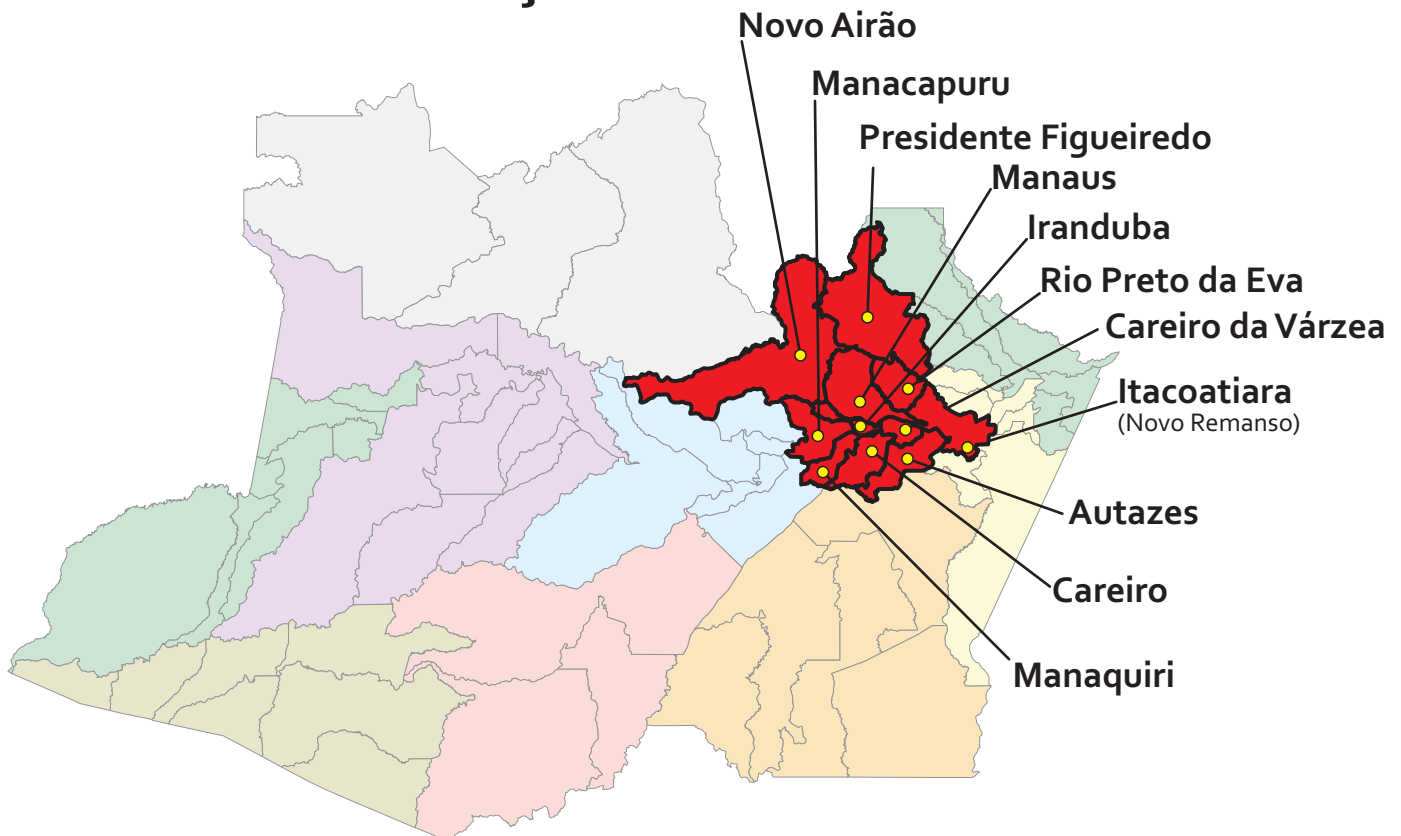 Novo Airão
Manacapuru
Presidente Figueiredo
Manaus
Iranduba
Rio Preto da Eva
Careiro da Várzea
Itacoatiara
(Novo Remanso)
Autazes
Careiro
Manaquiri